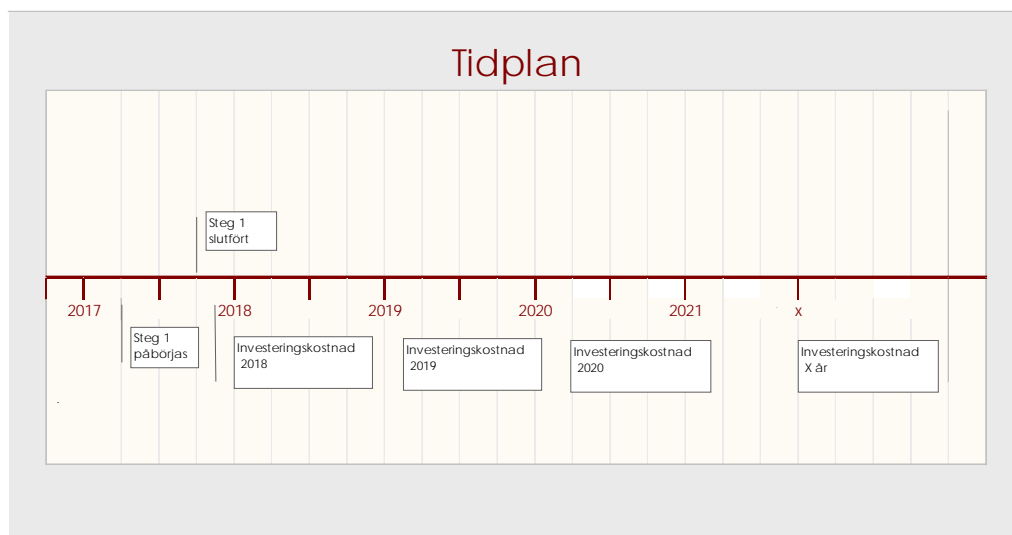 Tidplan
Steg 1
slutfört
2017
2018
2019
2020
2021
x
Steg 1
påbörjas
Investeringskostnad
2018
Investeringskostnad
2019
Investeringskostnad
2020
Investeringskostnad
X år